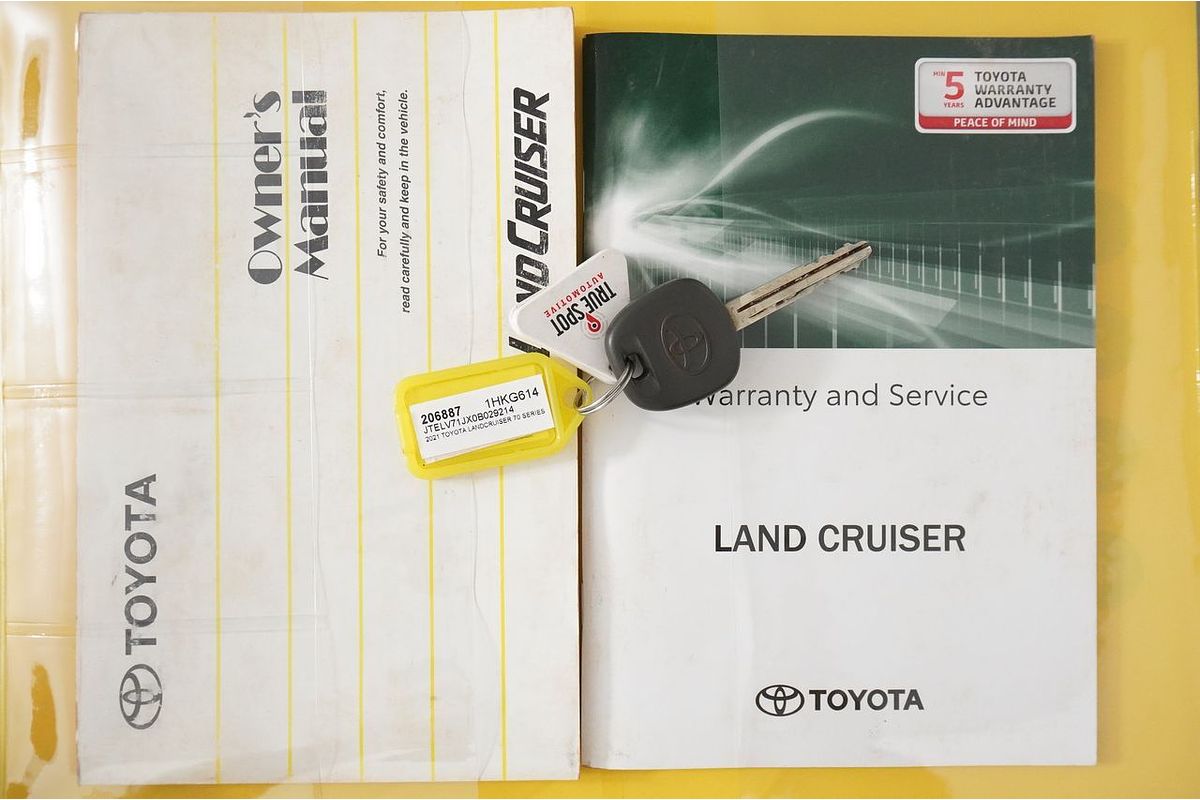 Owner's
Manual
For your safety and comfort,
read carefully and keep in the vehicle.
LAND CRUISER
TOYOTA
TRUE SPOT
AUTOMOTIVE
206887 1HKG614
JTELV71JX0B029214
2021 TOYOTA LANDCRUISER 70 SERIES
MIN 5 YEARS
TOYOTA
WARRANTY
ADVANTAGE
PEACE OF MIND
Warranty and Service
LAND CRUISER
TOYOTA